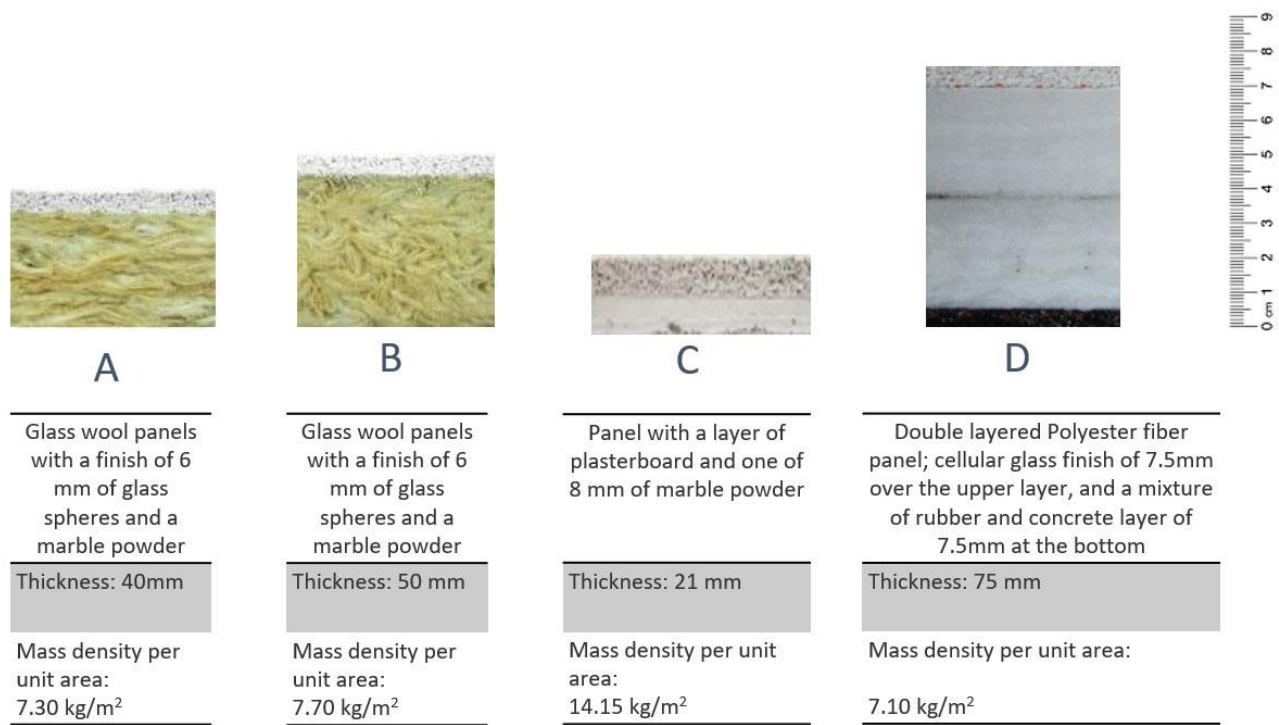 9
8
7
6
5
4
3
2
1
0 cm
A
B
C
D
Glass wool panels
with a finish of 6
mm of glass
spheres and a
marble powder
Thickness: 40mm
Mass density per
unit area:
7.30 kg/m²
Glass wool panels
with a finish of 6
mm of glass
spheres and a
marble powder
Thickness: 50 mm
Mass density per
unit area:
7.70 kg/m²
Panel with a layer of
plasterboard and one of
8 mm of marble powder
Thickness: 21 mm
Mass density per unit
area:
14.15 kg/m²
Double layered Polyester fiber
panel; cellular glass finish of 7.5mm
over the upper layer, and a mixture
of rubber and concrete layer of
7.5mm at the bottom
Thickness: 75 mm
Mass density per unit area:
7.10 kg/m²